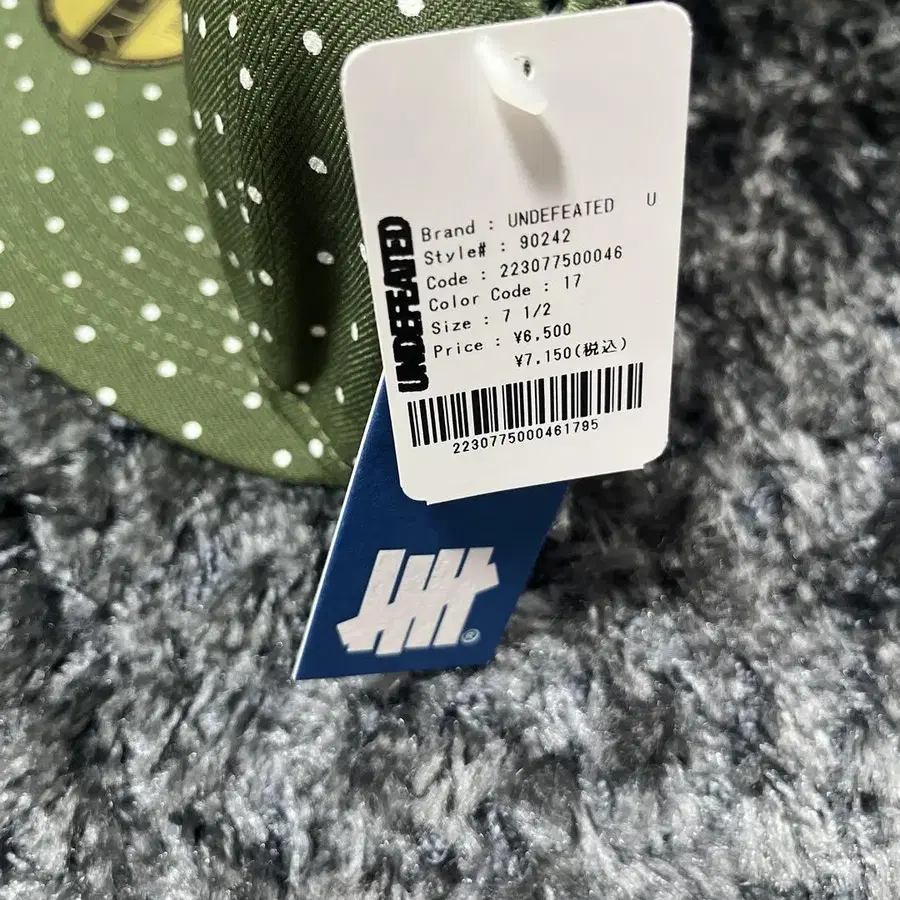 UNDEFEATED
Brand : UNDEFEATED U
Style# : 90242
Code : 223077500046
Color Code : 17
Size : 7 1/2
Price : ¥6,500
¥7,150(税込)
2230775000461795
®